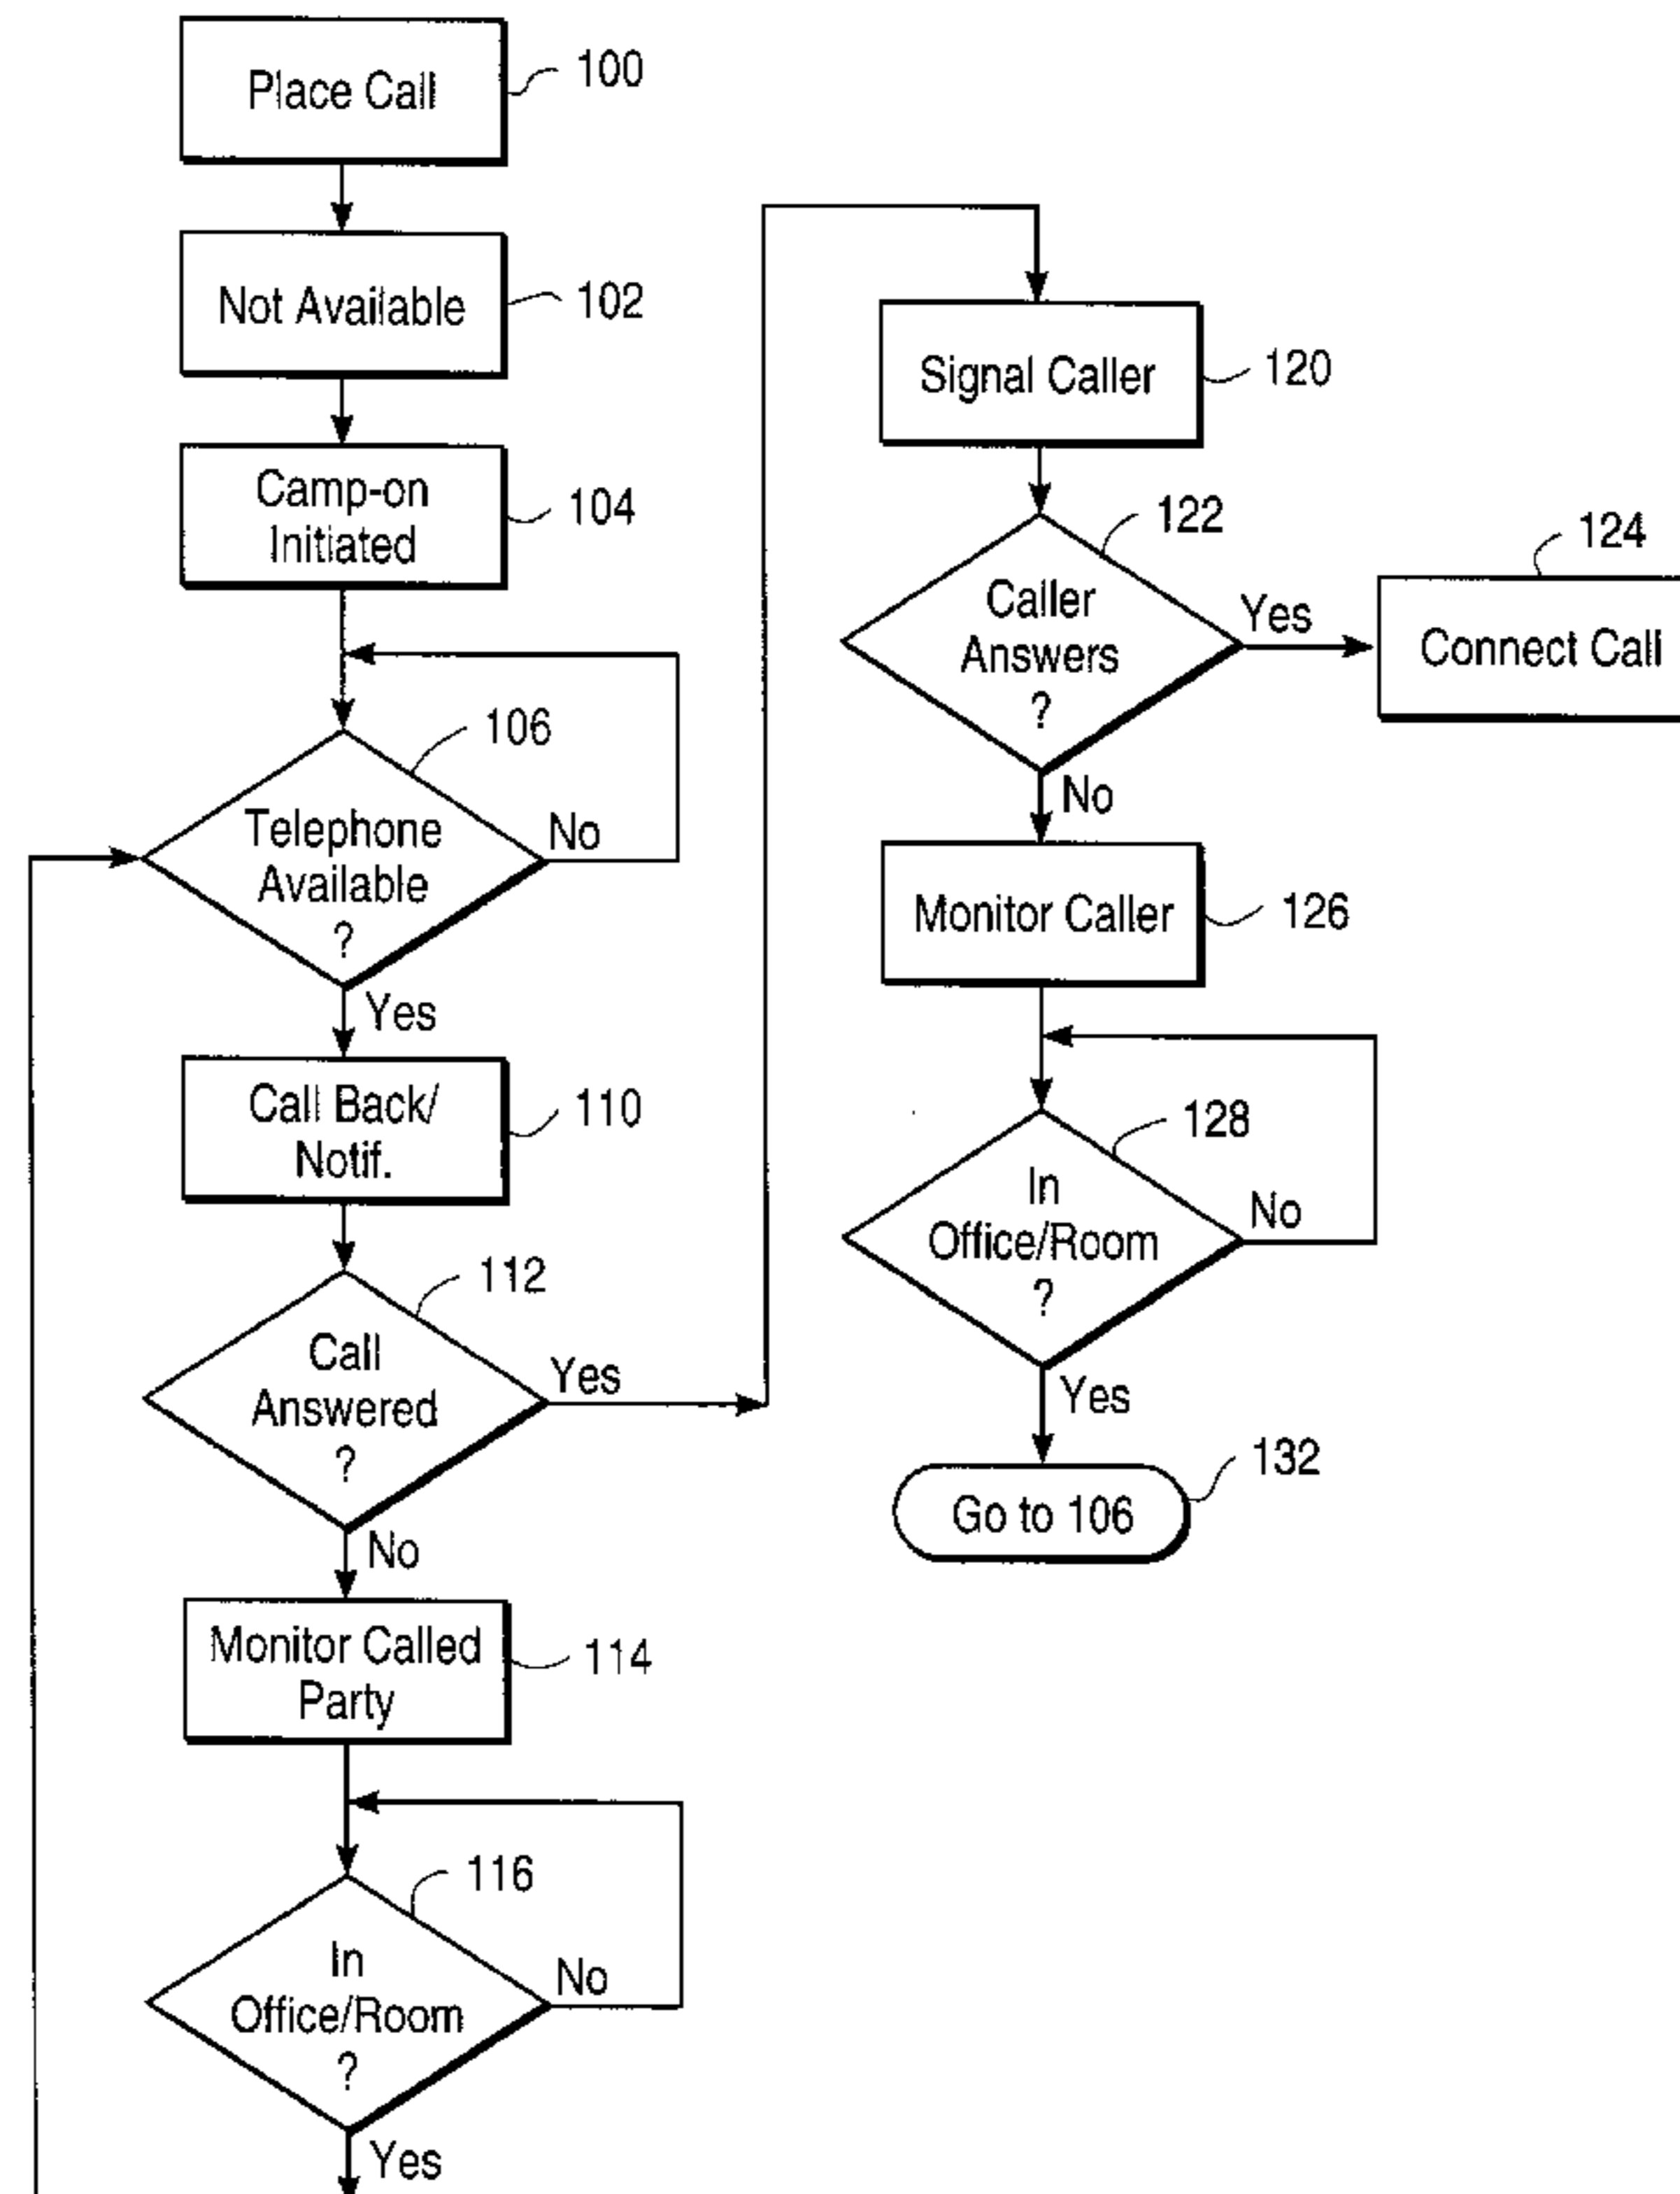 Place Call
100
Not Available
102
Camp-on
Initiated
104
106
Telephone
Available
?
No
Yes
Call Back/
Notif.
110
112
Call
Answered
?
Yes
No
Monitor Called
Party
114
116
In
Office/Room
?
No
Yes
Signal Caller
120
122
Caller
Answers
?
Yes
124
Connect Call
No
Monitor Caller
126
128
In
Office/Room
?
No
Yes
132
Go to 106